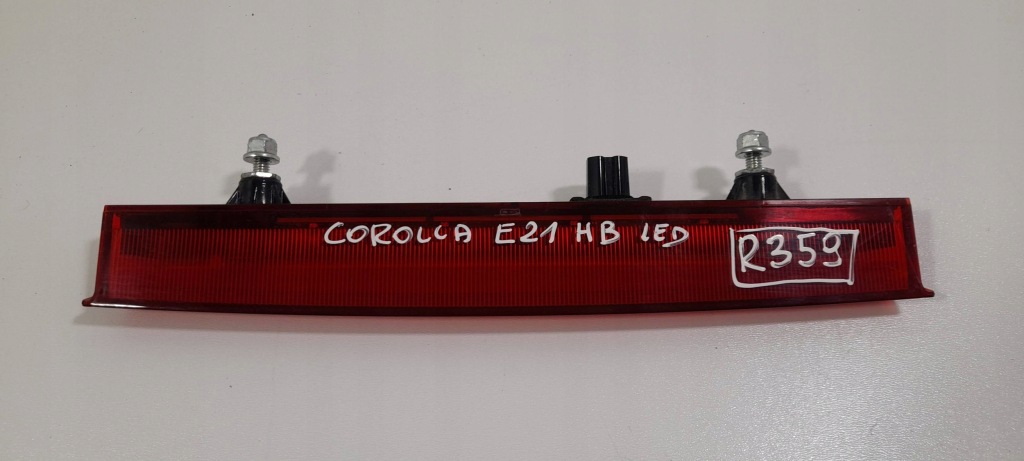 COROLLA E21 HB LED
R359